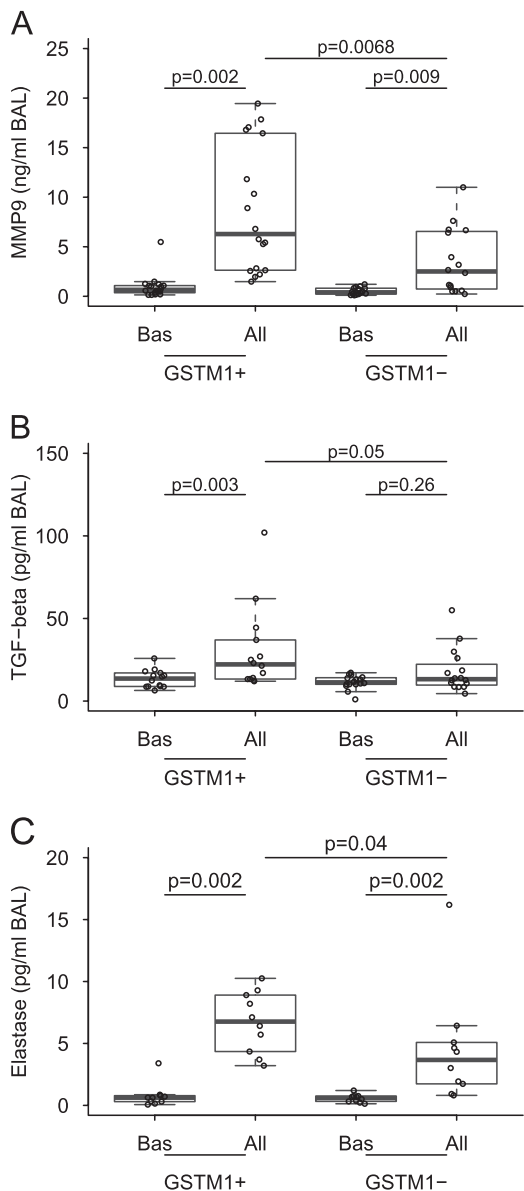 A
25
p=0.0068
p=0.002 p=0.009
20
15
10
5
0
MMP9 (ng/ml BAL)
Bas All Bas All
GSTM1+ GSTM1−
B
150
p=0.05
p=0.003 p=0.26
100
50
0
TGF−beta (pg/ml BAL)
Bas All Bas All
GSTM1+ GSTM1−
C
20
p=0.04
p=0.002 p=0.002
15
10
5
0
Elastase (pg/ml BAL)
Bas All Bas All
GSTM1+ GSTM1−